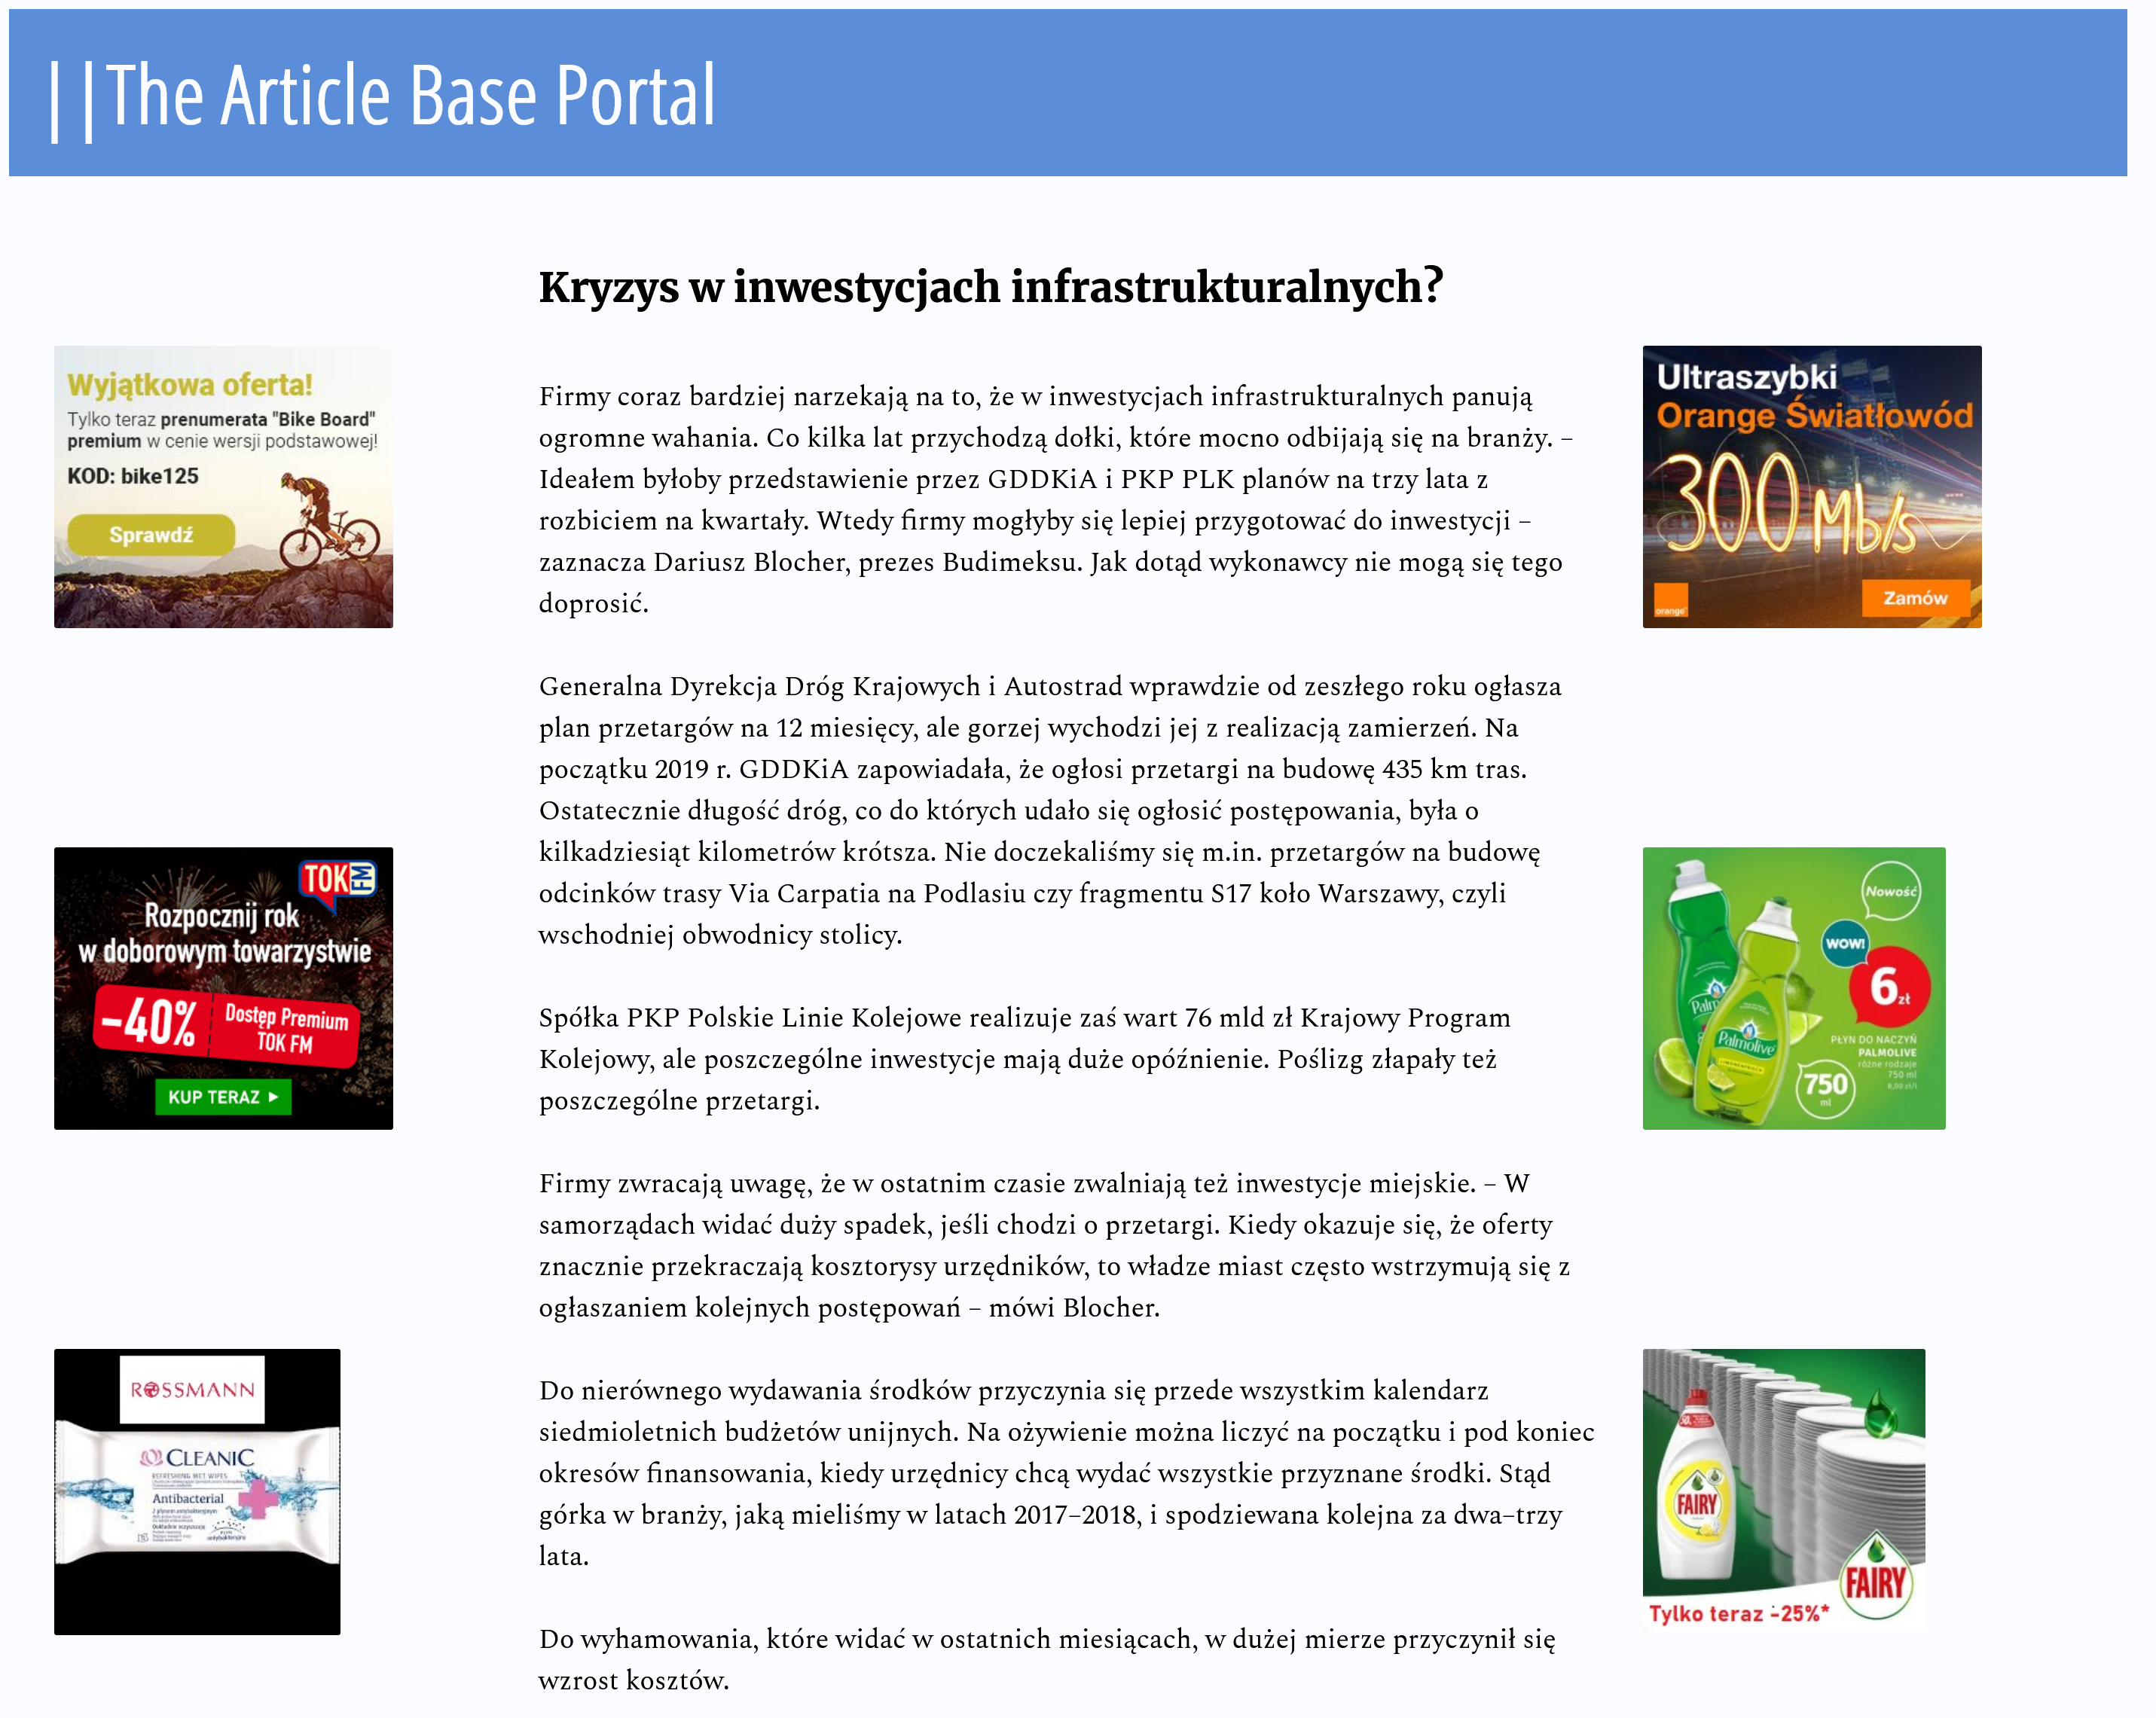 ||The Article Base Portal
Kryzys w inwestycjach infrastrukturalnych?
Firmy coraz bardziej narzekają na to, że w inwestycjach infrastrukturalnych panują
ogromne wahania. Co kilka lat przychodzą dołki, które mocno odbijają się na branży. –
Ideałem byłoby przedstawienie przez GDDKiA i PKP PLK planów na trzy lata z
rozbiciem na kwartały. Wtedy firmy mogłyby się lepiej przygotować do inwestycji –
zaznacza Dariusz Blocher, prezes Budimeksu. Jak dotąd wykonawcy nie mogą się tego
doprosić.
Generalna Dyrekcja Dróg Krajowych i Autostrad wprawdzie od zeszłego roku ogłasza
plan przetargów na 12 miesięcy, ale gorzej wychodzi jej z realizacją zamierzeń. Na
początku 2019 r. GDDKiA zapowiadała, że ogłosi przetargi na budowę 435 km tras.
Ostatecznie długość dróg, co do których udało się ogłosić postępowania, była o
kilkadziesiąt kilometrów krótsza. Nie doczekaliśmy się m.in. przetargów na budowę
odcinków trasy Via Carpatia na Podlasiu czy fragmentu S17 koło Warszawy, czyli
wschodniej obwodnicy stolicy.
Spółka PKP Polskie Linie Kolejowe realizuje zaś wart 76 mld zł Krajowy Program
Kolejowy, ale poszczególne inwestycje mają duże opóźnienie. Poślizg złapały też
poszczególne przetargi.
Firmy zwracają uwagę, że w ostatnim czasie zwalniają też inwestycje miejskie. – W
samorządach widać duży spadek, jeśli chodzi o przetargi. Kiedy okazuje się, że oferty
znacznie przekraczają kosztorysy urzędników, to władze miast często wstrzymują się z
ogłaszaniem kolejnych postępowań – mówi Blocher.
Do nierównego wydawania środków przyczynia się przede wszystkim kalendarz
siedmioletnich budżetów unijnych. Na ożywienie można liczyć na początku i pod koniec
okresów finansowania, kiedy urzędnicy chcą wydać wszystkie przyznane środki. Stąd
górka w branży, jaką mieliśmy w latach 2017–2018, i spodziewana kolejna za dwa–trzy
lata.
Do wyhamowania, które widać w ostatnich miesiącach, w dużej mierze przyczynił się
wzrost kosztów.
Wyjątkowa oferta!
Tylko teraz prenumerata "Bike Board"
premium w cenie wersji podstawowej!
KOD: bike125
Sprawdź
TOK FM
Rozpocznij rok
w doborowym towarzystwie
-40%
Dostęp Premium
TOK FM
KUP TERAZ
ROSSMANN
CLEANIC
REFRESHING WET WIPES
Antibacterial
Ultraszybki
Orange Światłowód
300 Mb/s
orange
Zamów
Nowość
WOW!
6 zł
Palmolive
PŁYN DO NACZYŃ
PALMOLIVE
różne rodzaje
750 ml
8,00 zł/l
750
ml
FAIRY
FAIRY
Tylko teraz -25%*